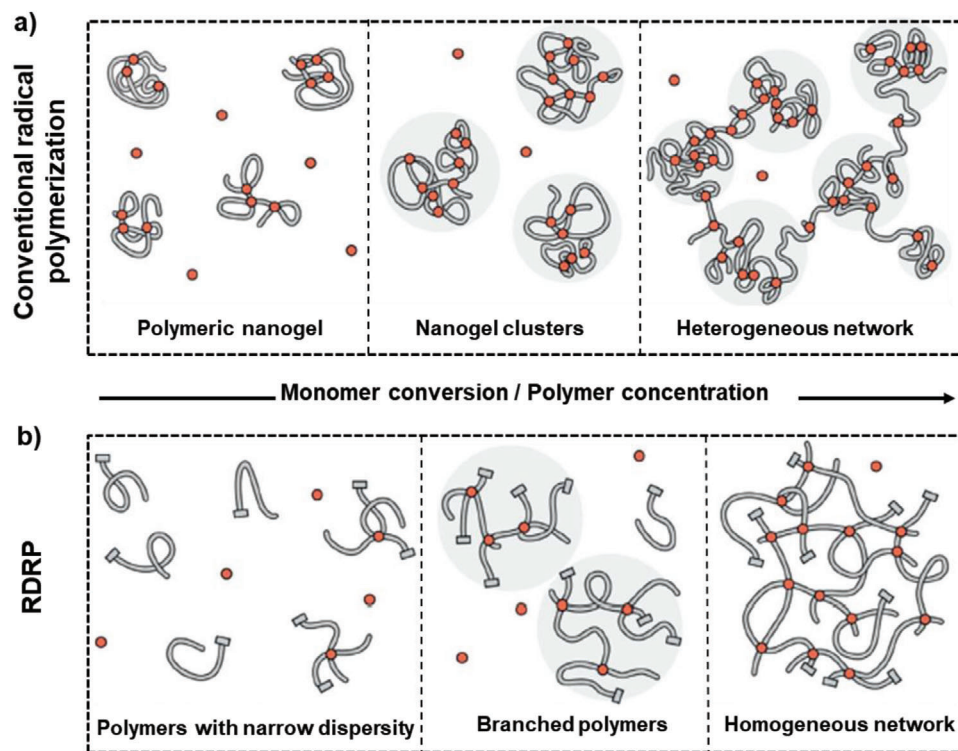 a)
Conventional radical
polymerization
Polymeric nanogel
Nanogel clusters
Heterogeneous network
Monomer conversion / Polymer concentration
b)
RDRP
Polymers with narrow dispersity
Branched polymers
Homogeneous network